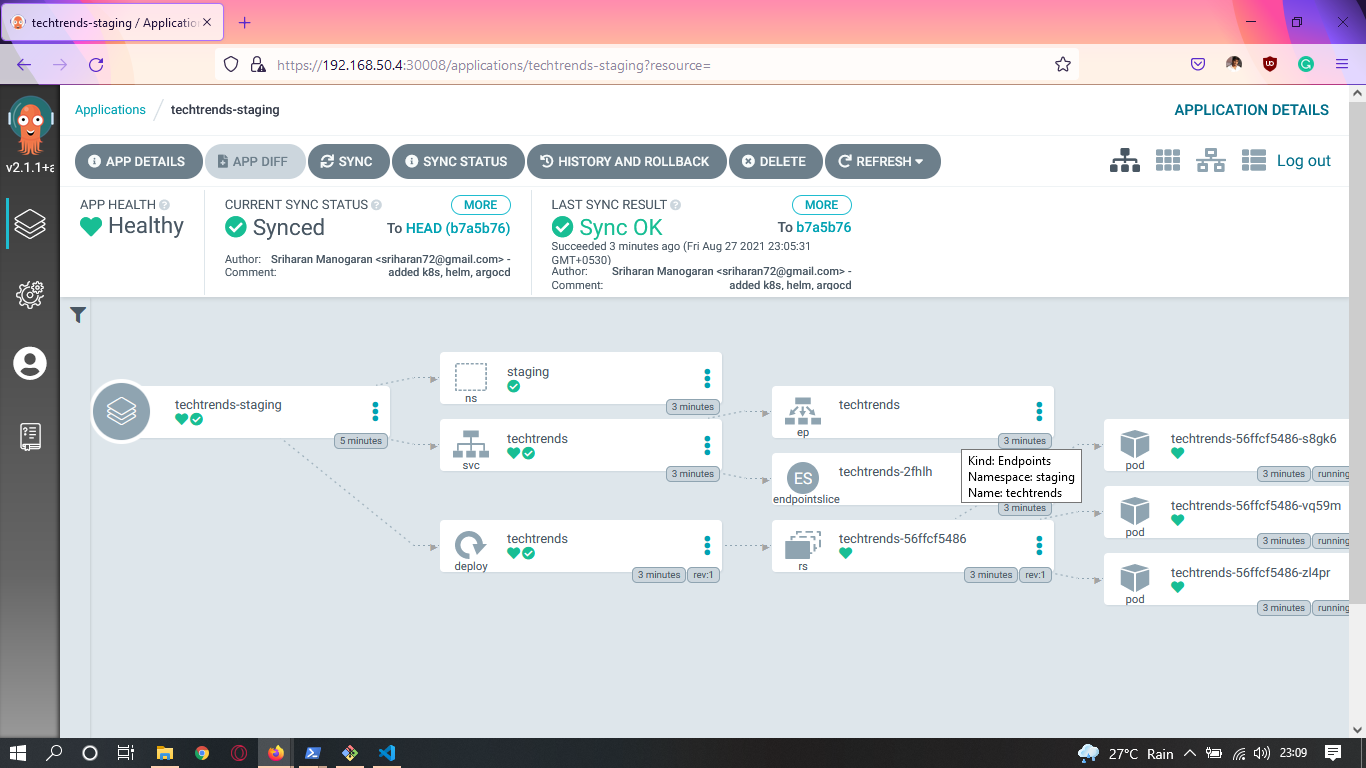 techtrends-staging / Application
https://192.168.50.4:30008/applications/techtrends-staging?resource=
v2.1.1+a
Applications / techtrends-staging
APPLICATION DETAILS
APP DETAILS
APP DIFF
SYNC
SYNC STATUS
HISTORY AND ROLLBACK
DELETE
REFRESH
Log out
APP HEALTH
Healthy
CURRENT SYNC STATUS
MORE
Synced
To HEAD (b7a5b76)
Author: Sriharan Manogaran <sriharan72@gmail.com> -
Comment: added k8s, helm, argocd
LAST SYNC RESULT
MORE
Sync OK
To b7a5b76
Succeeded 3 minutes ago (Fri Aug 27 2021 23:05:31
GMT+0530)
Author: Sriharan Manogaran <sriharan72@gmail.com> -
Comment: added k8s, helm, argocd
techtrends-staging
5 minutes
staging
ns
3 minutes
techtrends
svc
3 minutes
techtrends
deploy
3 minutes rev:1
techtrends
ep
3 minutes
techtrends-2fhlh
ES
endpointslice
3 minutes
Kind: Endpoints
Namespace: staging
Name: techtrends
techtrends-56ffcf5486
rs
3 minutes rev:1
techtrends-56ffcf5486-s8gk6
pod
3 minutes running
techtrends-56ffcf5486-vq59m
pod
3 minutes running
techtrends-56ffcf5486-zl4pr
pod
3 minutes running
27°C Rain
23:09